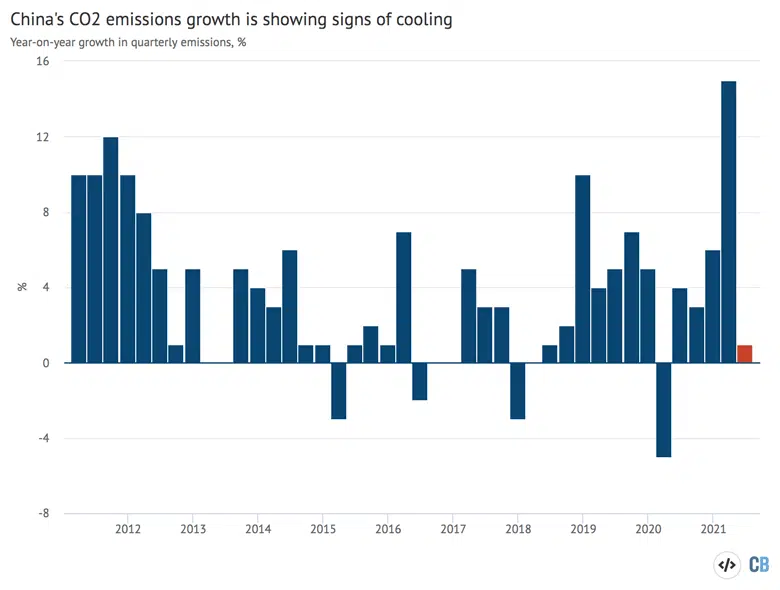 China's CO2 emissions growth is showing signs of cooling
Year-on-year growth in quarterly emissions, %
16
12
8
4
0
-4
-8
%
2012 2013 2014 2015 2016 2017 2018 2019 2020 2021
</> CB